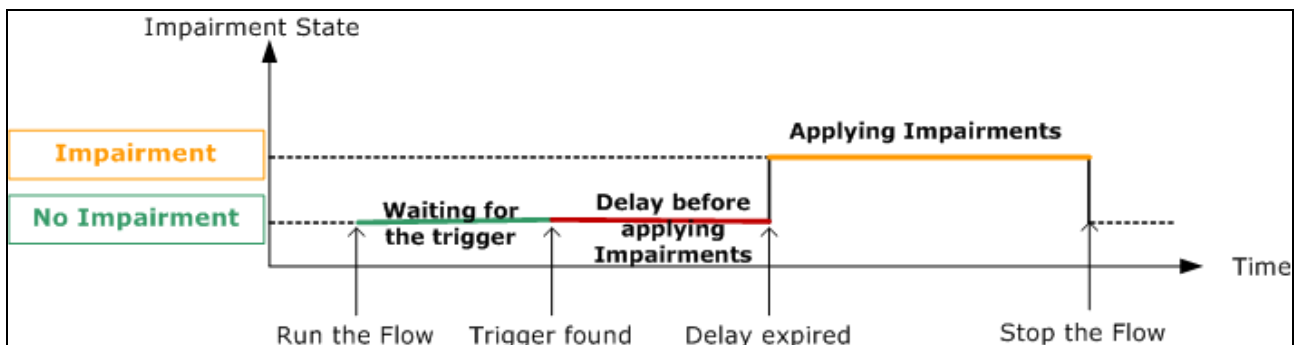 Impairment State
Applying Impairments
Impairment
No Impairment
Waiting for
the trigger
Delay before
applying
Impairments
Time
Run the Flow
Trigger found
Delay expired
Stop the Flow